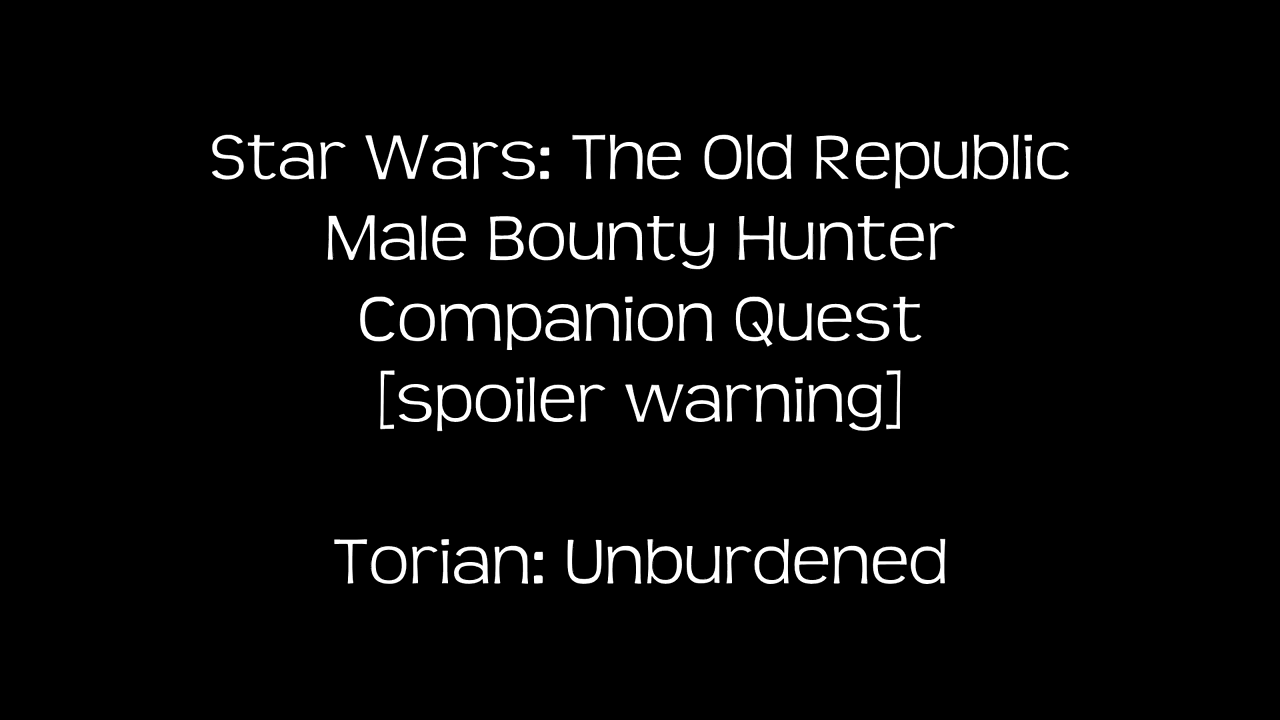 Star Wars: The Old Republic
Male Bounty Hunter
Companion Quest
[spoiler warning]
Torian: Unburdened